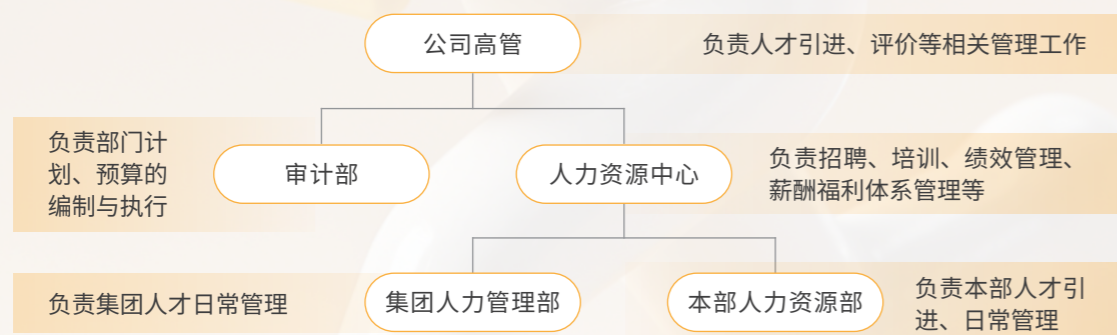 公司高管
负责人才引进、评价等相关管理工作
负责部门计
划、预算的
编制与执行
审计部
人力资源中心
负责招聘、培训、绩效管理、
薪酬福利体系管理等
负责集团人才日常管理
集团人力管理部
本部人力资源部
负责本部人才引
进、日常管理